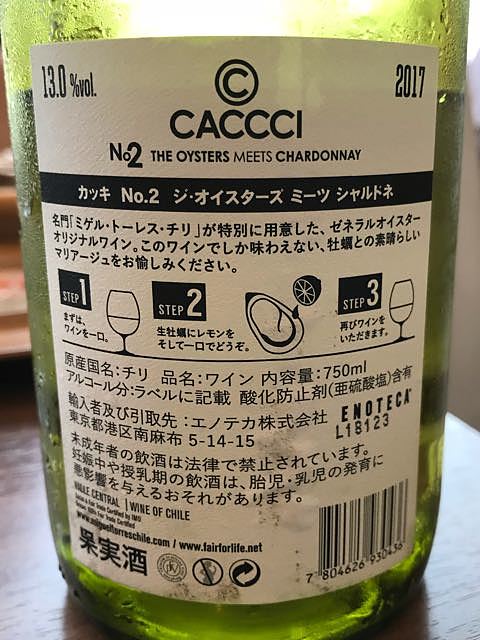 13.0 %vol.
2017
©
CACCCI
No2 THE OYSTERS MEETS CHARDONNAY
カッキ No.2 ジ・オイスターズ ミーツ シャルドネ
名門「ミゲル・トーレス・チリ」が特別に用意した、ゼネラルオイスター
オリジナルワイン。このワインでしか味わえない、牡蠣との素晴らしい
マリアージュをお愉しみください。
STEP 1
まずは、
ワインを一口。
STEP 2
生牡蠣にレモンを
そして一口でどうぞ。
STEP 3
再びワインを
いただきます。
原産国名:チリ 品名:ワイン 内容量:750ml
アルコール分:ラベルに記載 酸化防止剤(亜硫酸塩)含有
輸入者及び引取先:エノテカ株式会社
東京都港区南麻布 5-14-15
ENOTECA
L18123
未成年者の飲酒は法律で禁止されています。
妊娠中や授乳期の飲酒は、胎児・乳児の発育に
悪影響を与えるおそれがあります。
VALLE CENTRAL | WINE OF CHILE
Social & Fair Trade Certified by IMO
www.migueltorreschile.com / www.fairforlife.net
果実酒
7 804626 930436